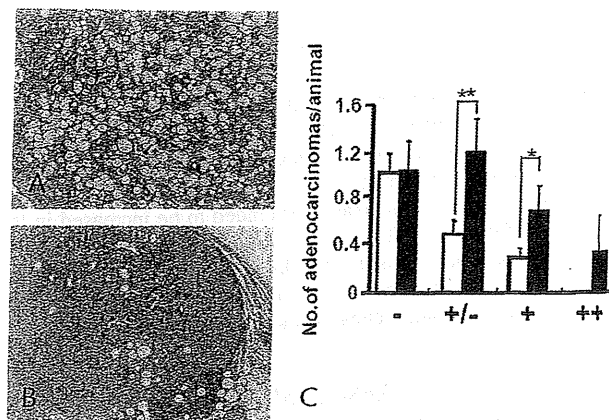 A
B
C
No.of adenocarcinomas/animal
1.6
1.2
0.8
0.4
0
**
*
- +/- + ++